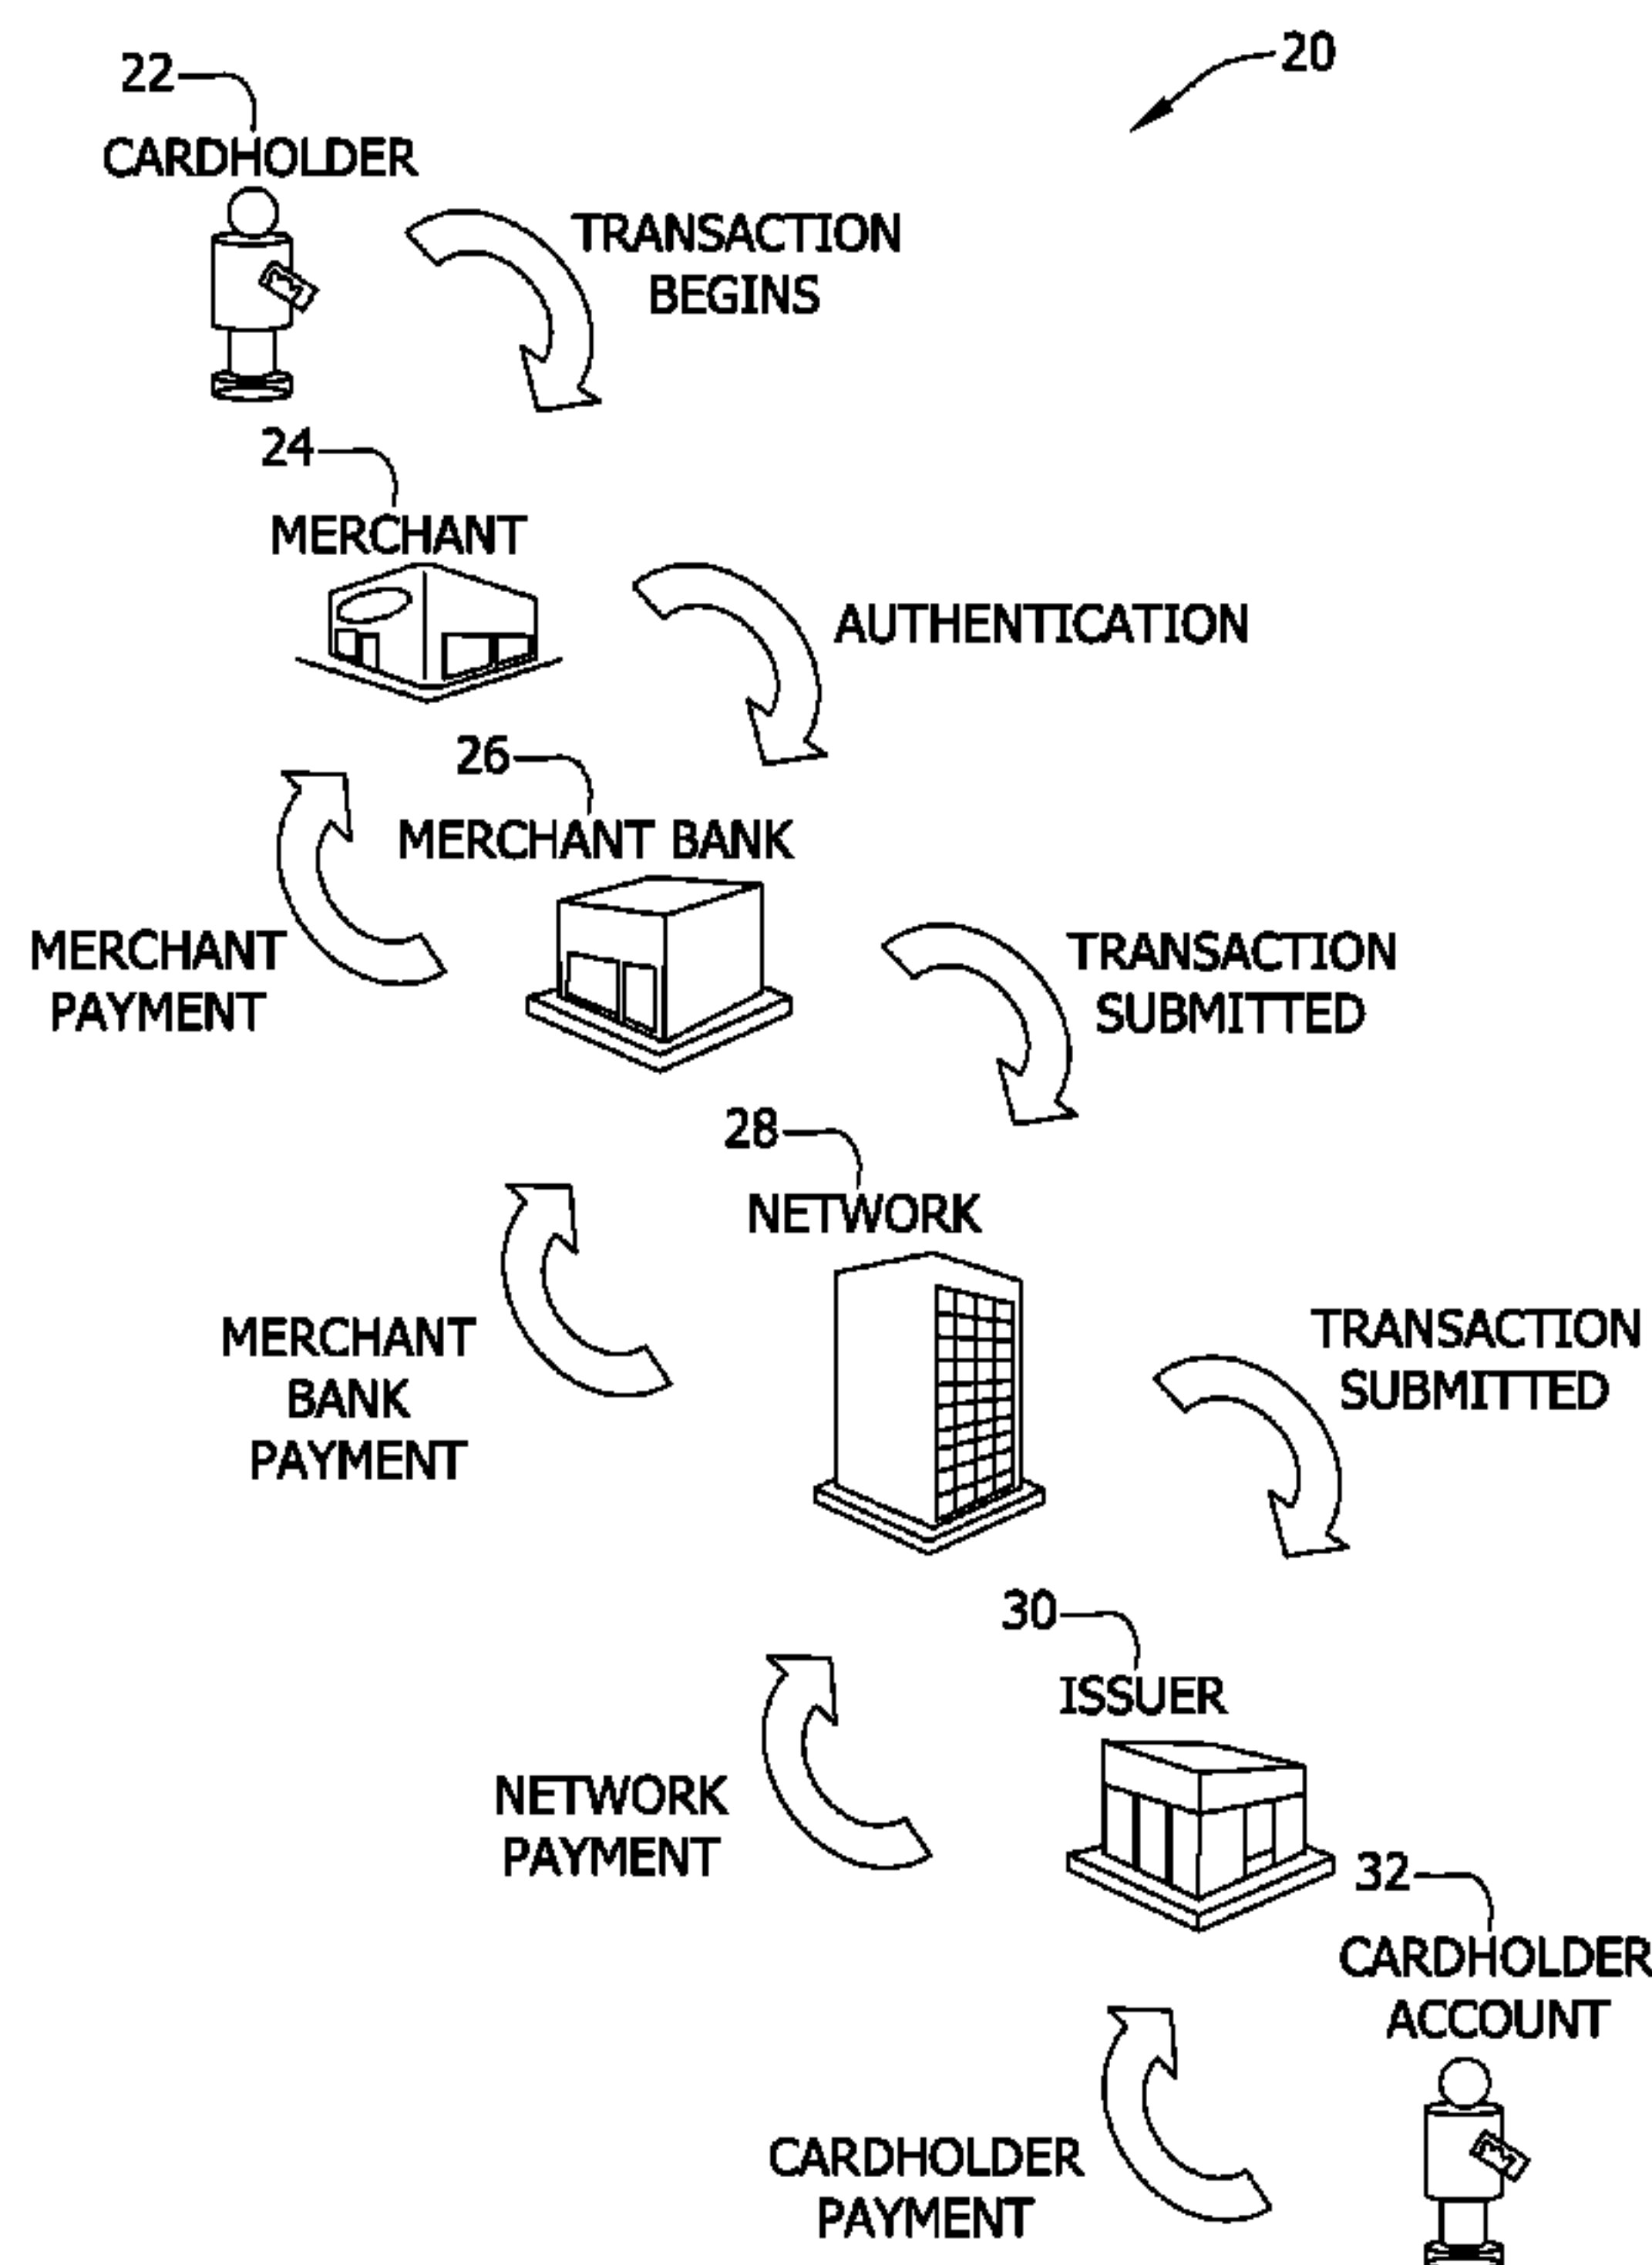 20
22
CARDHOLDER
TRANSACTION
BEGINS
24
MERCHANT
AUTHENTICATION
26
MERCHANT BANK
MERCHANT
PAYMENT
TRANSACTION
SUBMITTED
28
NETWORK
MERCHANT
BANK
PAYMENT
TRANSACTION
SUBMITTED
30
ISSUER
NETWORK
PAYMENT
32
CARDHOLDER
ACCOUNT
CARDHOLDER
PAYMENT